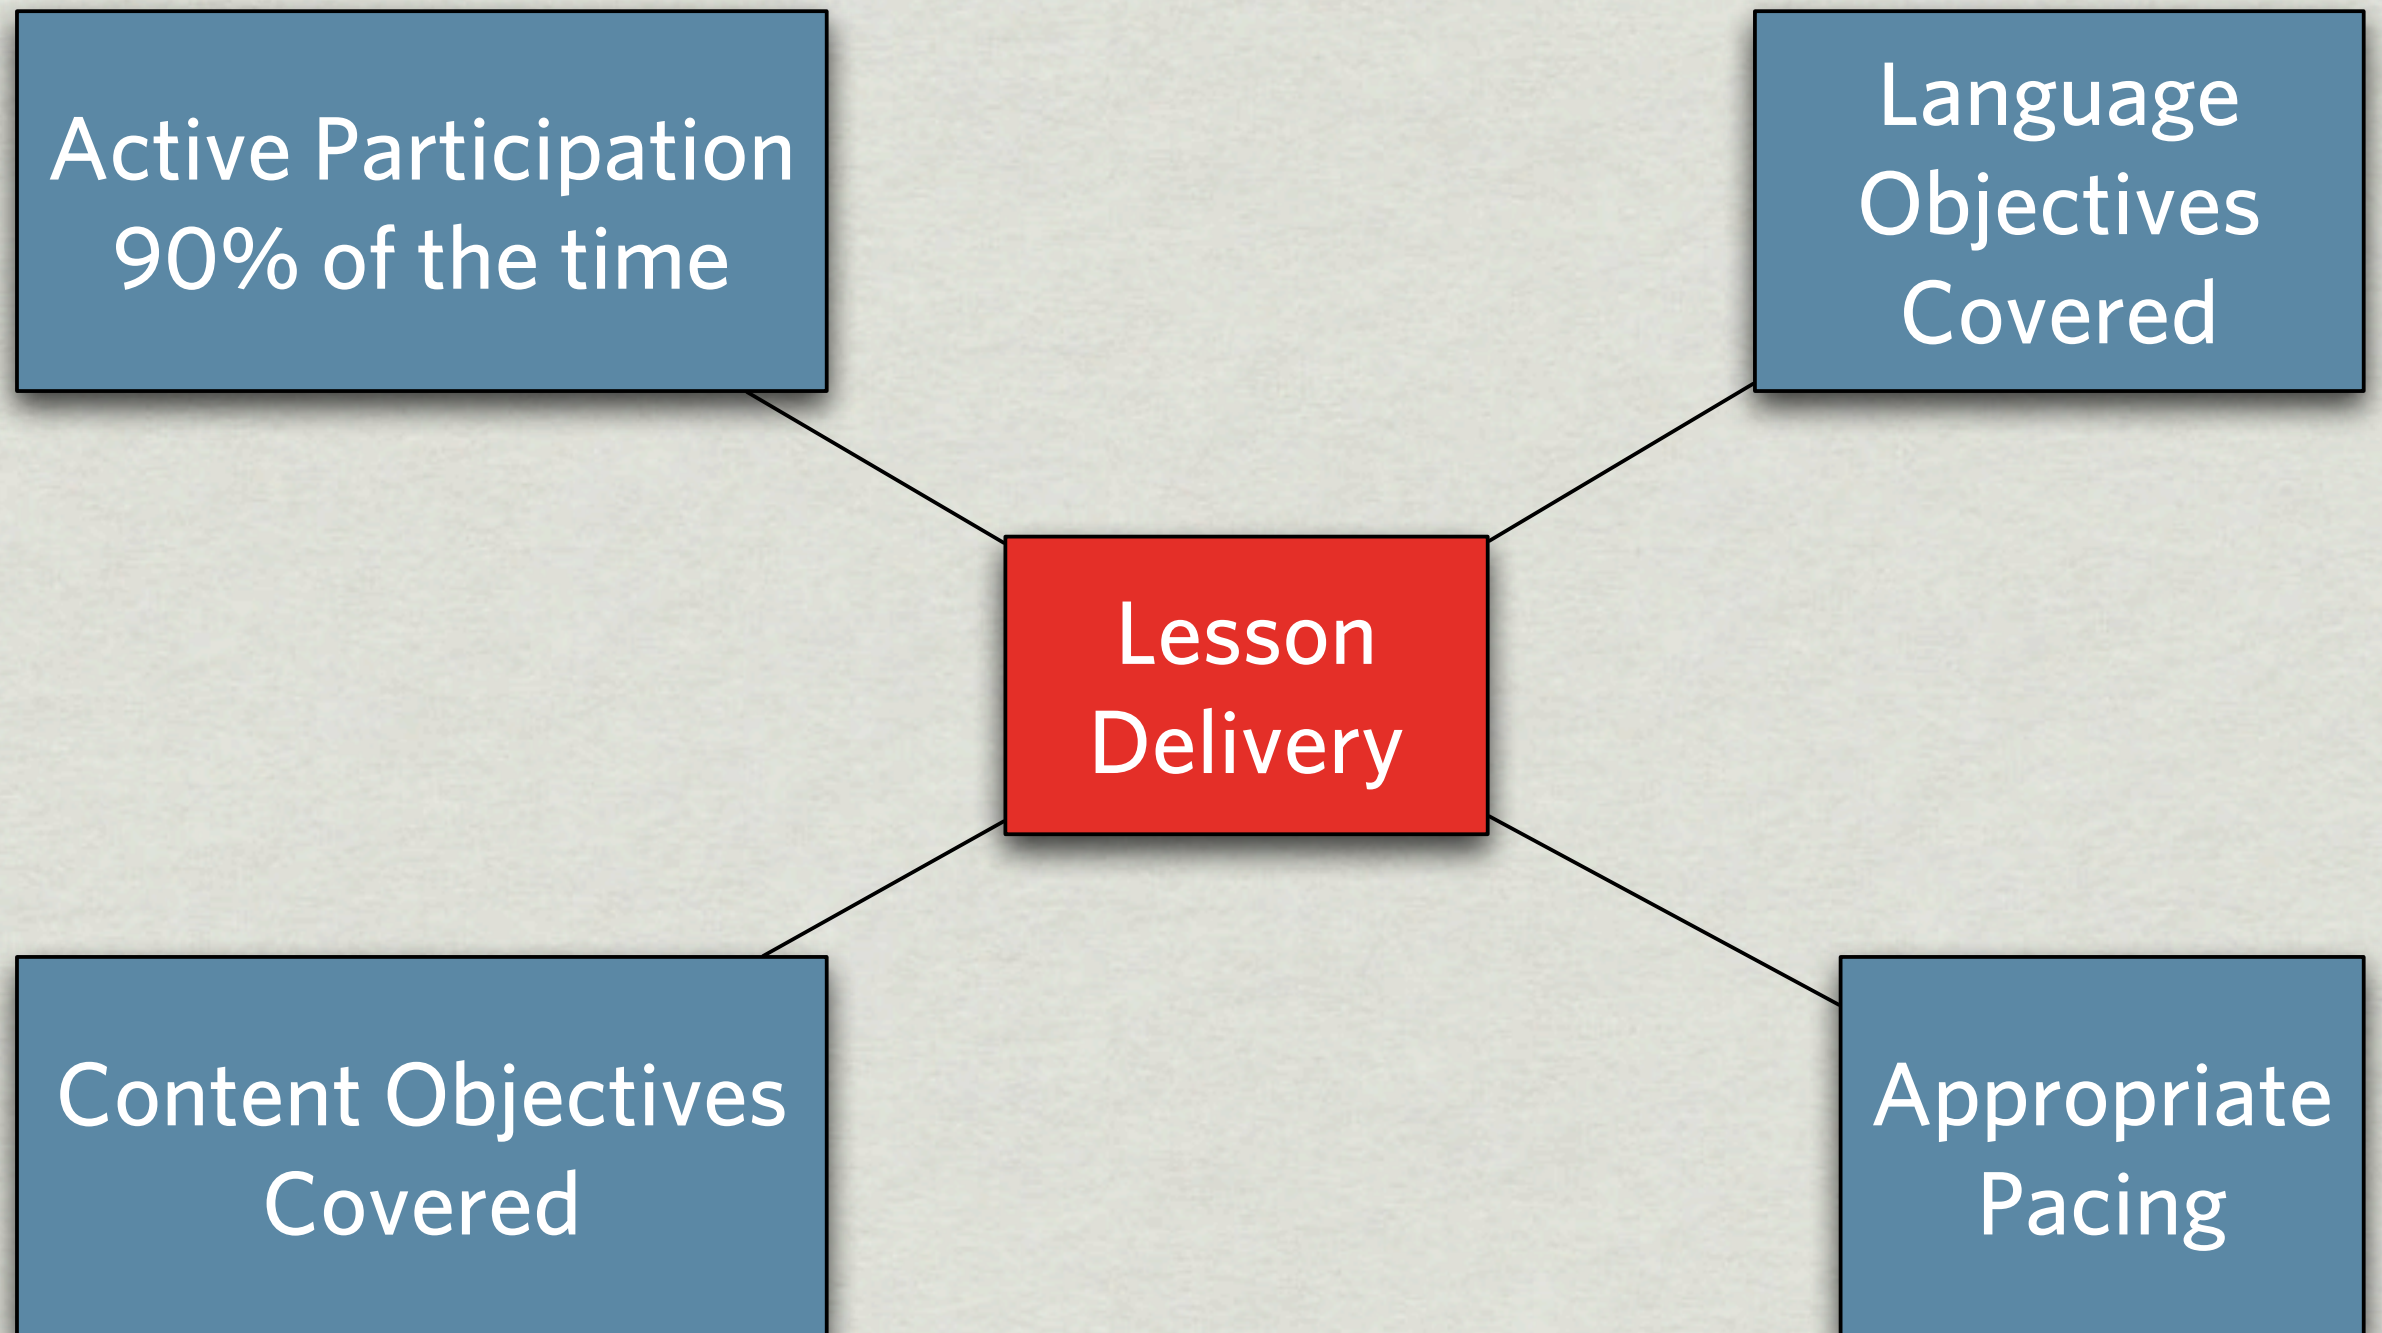 Active Participation
90% of the time
Language
Objectives
Covered
Lesson
Delivery
Content Objectives
Covered
Appropriate
Pacing